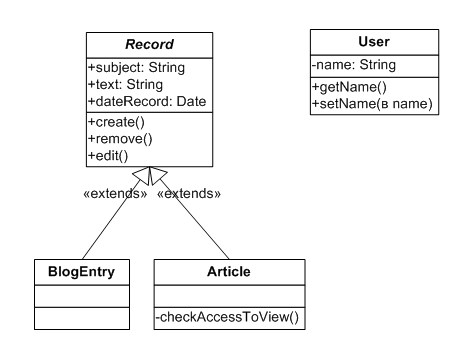 Record
+subject: String
+text: String
+dateRecord: Date
+create()
+remove()
+edit()
User
-name: String
+getName()
+setName(в name)
«extends» «extends»
BlogEntry
Article
-checkAccessToView()